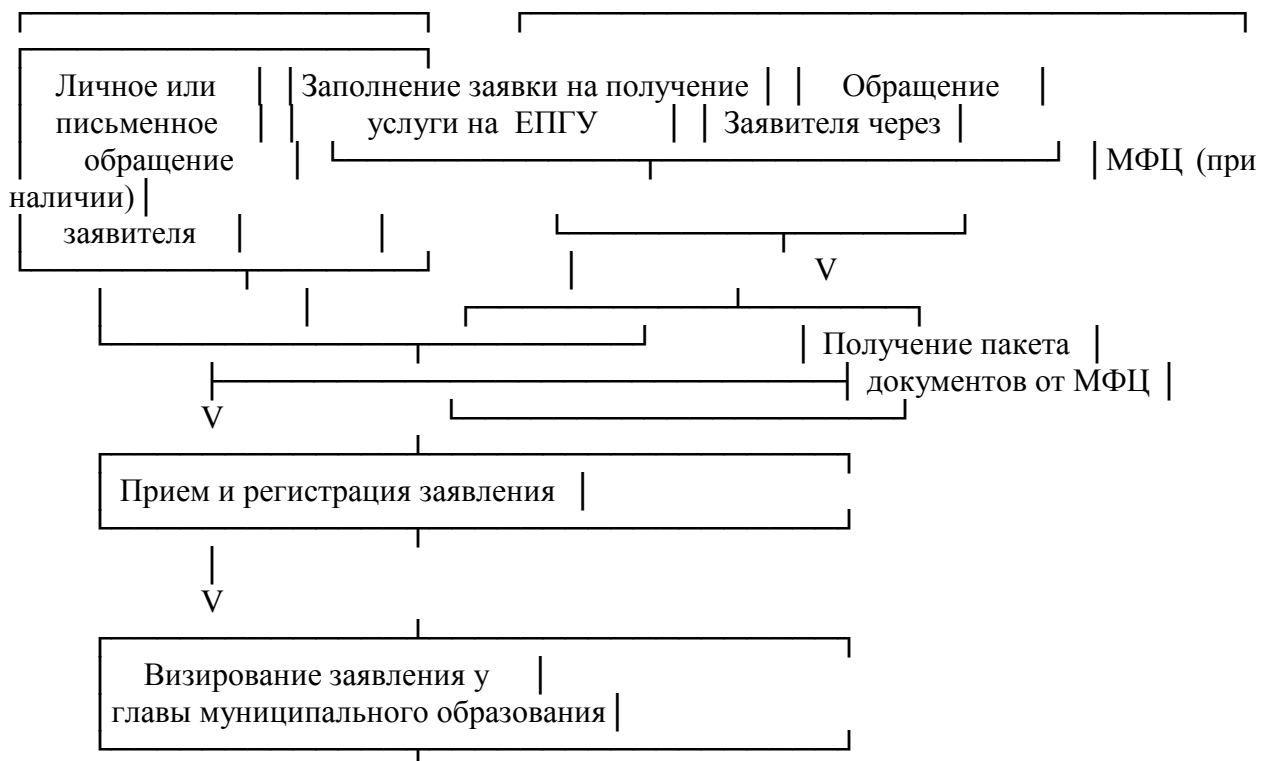 Личное или Заполнение заявки на получение Обращение
письменное услуги на ЕПГУ Заявителя через
обращение МФЦ (при
наличии)
заявителя
V
Получение пакета
документов от МФЦ
V
Прием и регистрация заявления
V
Визирование заявления у
главы муниципального образования